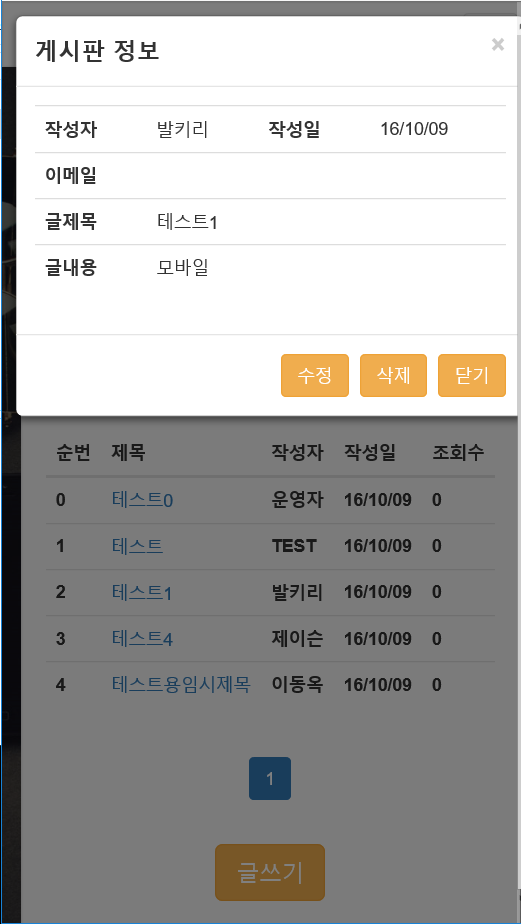 게시판 정보 ×
작성자 발키리 작성일 16/10/09
이메일
글제목 테스트1
글내용 모바일
수정 삭제 닫기
순번 제목 작성자 작성일 조회수
0 테스트0 운영자 16/10/09 0
1 테스트 TEST 16/10/09 0
2 테스트1 발키리 16/10/09 0
3 테스트4 제이슨 16/10/09 0
4 테스트용임시제목 이동옥 16/10/09 0
1
글쓰기